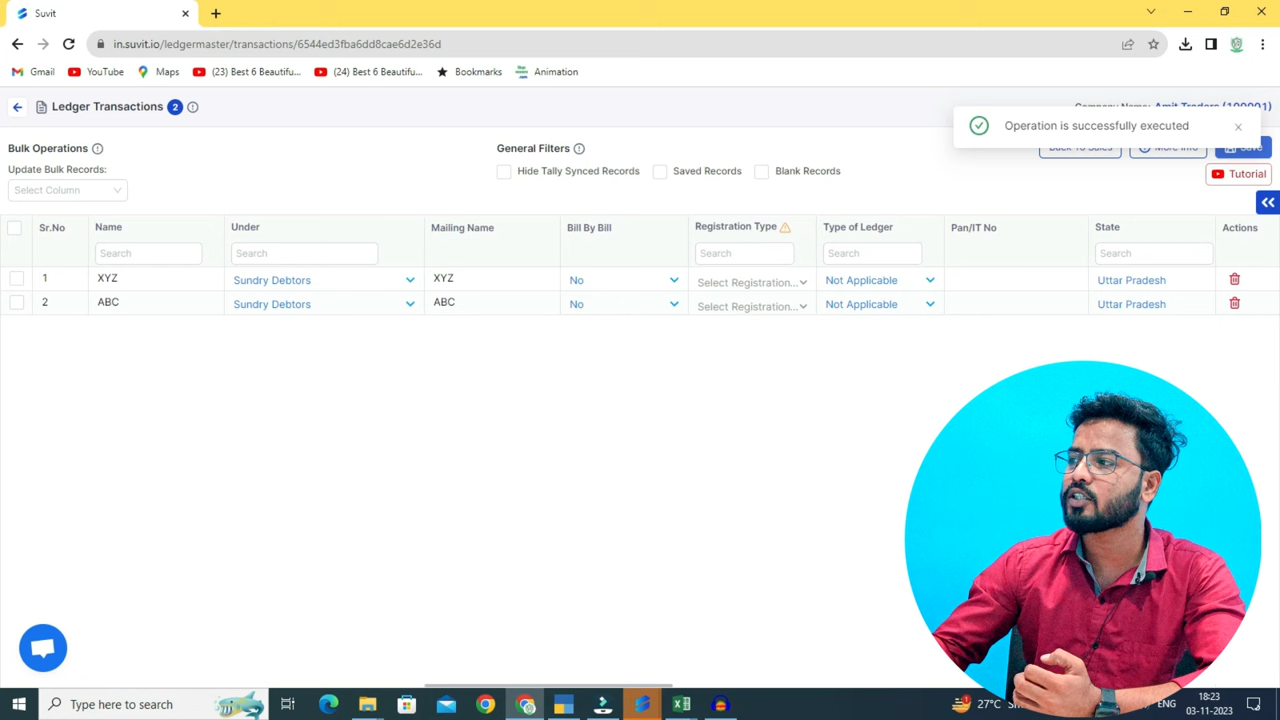 Suvit
in.suvit.io/ledgermaster/transactions/6544ed3fba6dd8cae6d2e36d
Gmail YouTube Maps (23) Best 6 Beautifu... (24) Best 6 Beautifu... Bookmarks Animation
Ledger Transactions 2
Company Name: Amit Traders (100001)
Operation is successfully executed
Bulk Operations
General Filters
Back To Sales More Info Save
Update Bulk Records:
Hide Tally Synced Records Saved Records Blank Records
Tutorial
Select Column
Sr.No Name Under Mailing Name Bill By Bill Registration Type Type of Ledger Pan/IT No State Actions
Search Search Search Search Search
1 XYZ Sundry Debtors XYZ No Select Registration... Not Applicable Uttar Pradesh
2 ABC Sundry Debtors ABC No Select Registration... Not Applicable Uttar Pradesh
Type here to search
27°C
ENG
18:23
03-11-2023